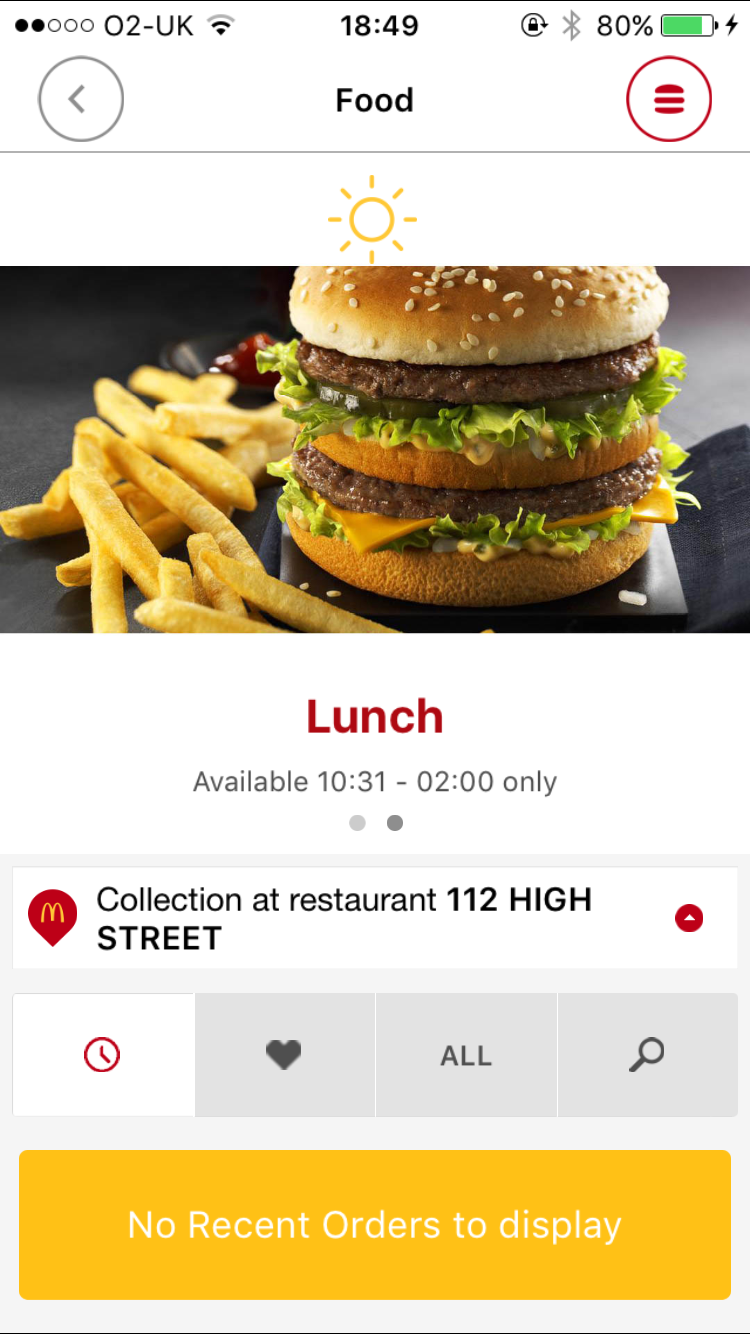 O2-UK 18:49 80%
Food
Lunch
Available 10:31 - 02:00 only
Collection at restaurant 112 HIGH
STREET
ALL
No Recent Orders to display